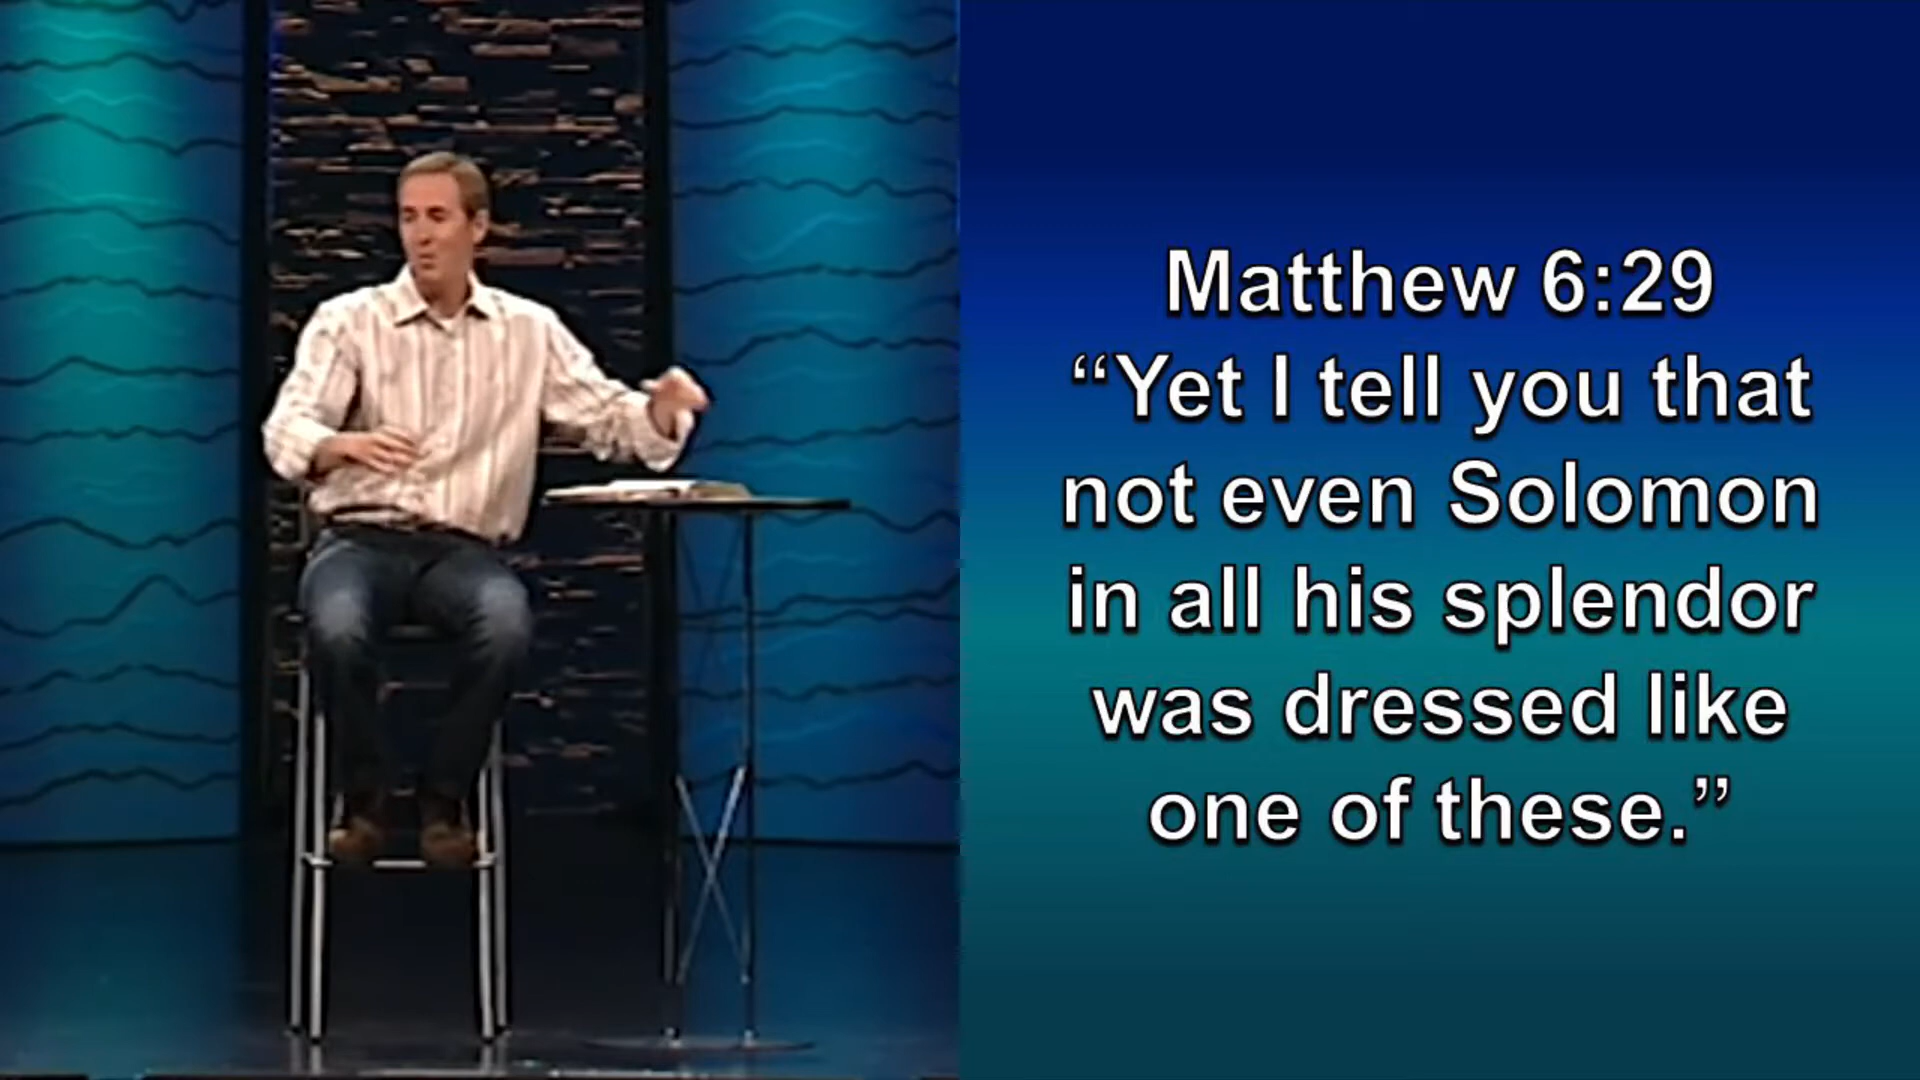 Matthew 6:29
“Yet I tell you that
not even Solomon
in all his splendor
was dressed like
one of these.”